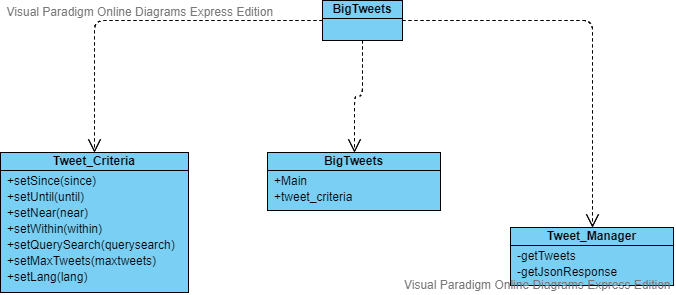 Visual Paradigm Online Diagrams Express Edition
BigTweets
Tweet_Criteria
+setSince(since)
+setUntil(until)
+setNear(near)
+setWithin(within)
+setQuerySearch(querysearch)
+setMaxTweets(maxtweets)
+setLang(lang)
BigTweets
+Main
+tweet_criteria
Tweet_Manager
-getTweets
-getJsonResponse
Visual Paradigm Online Diagrams Express Edition